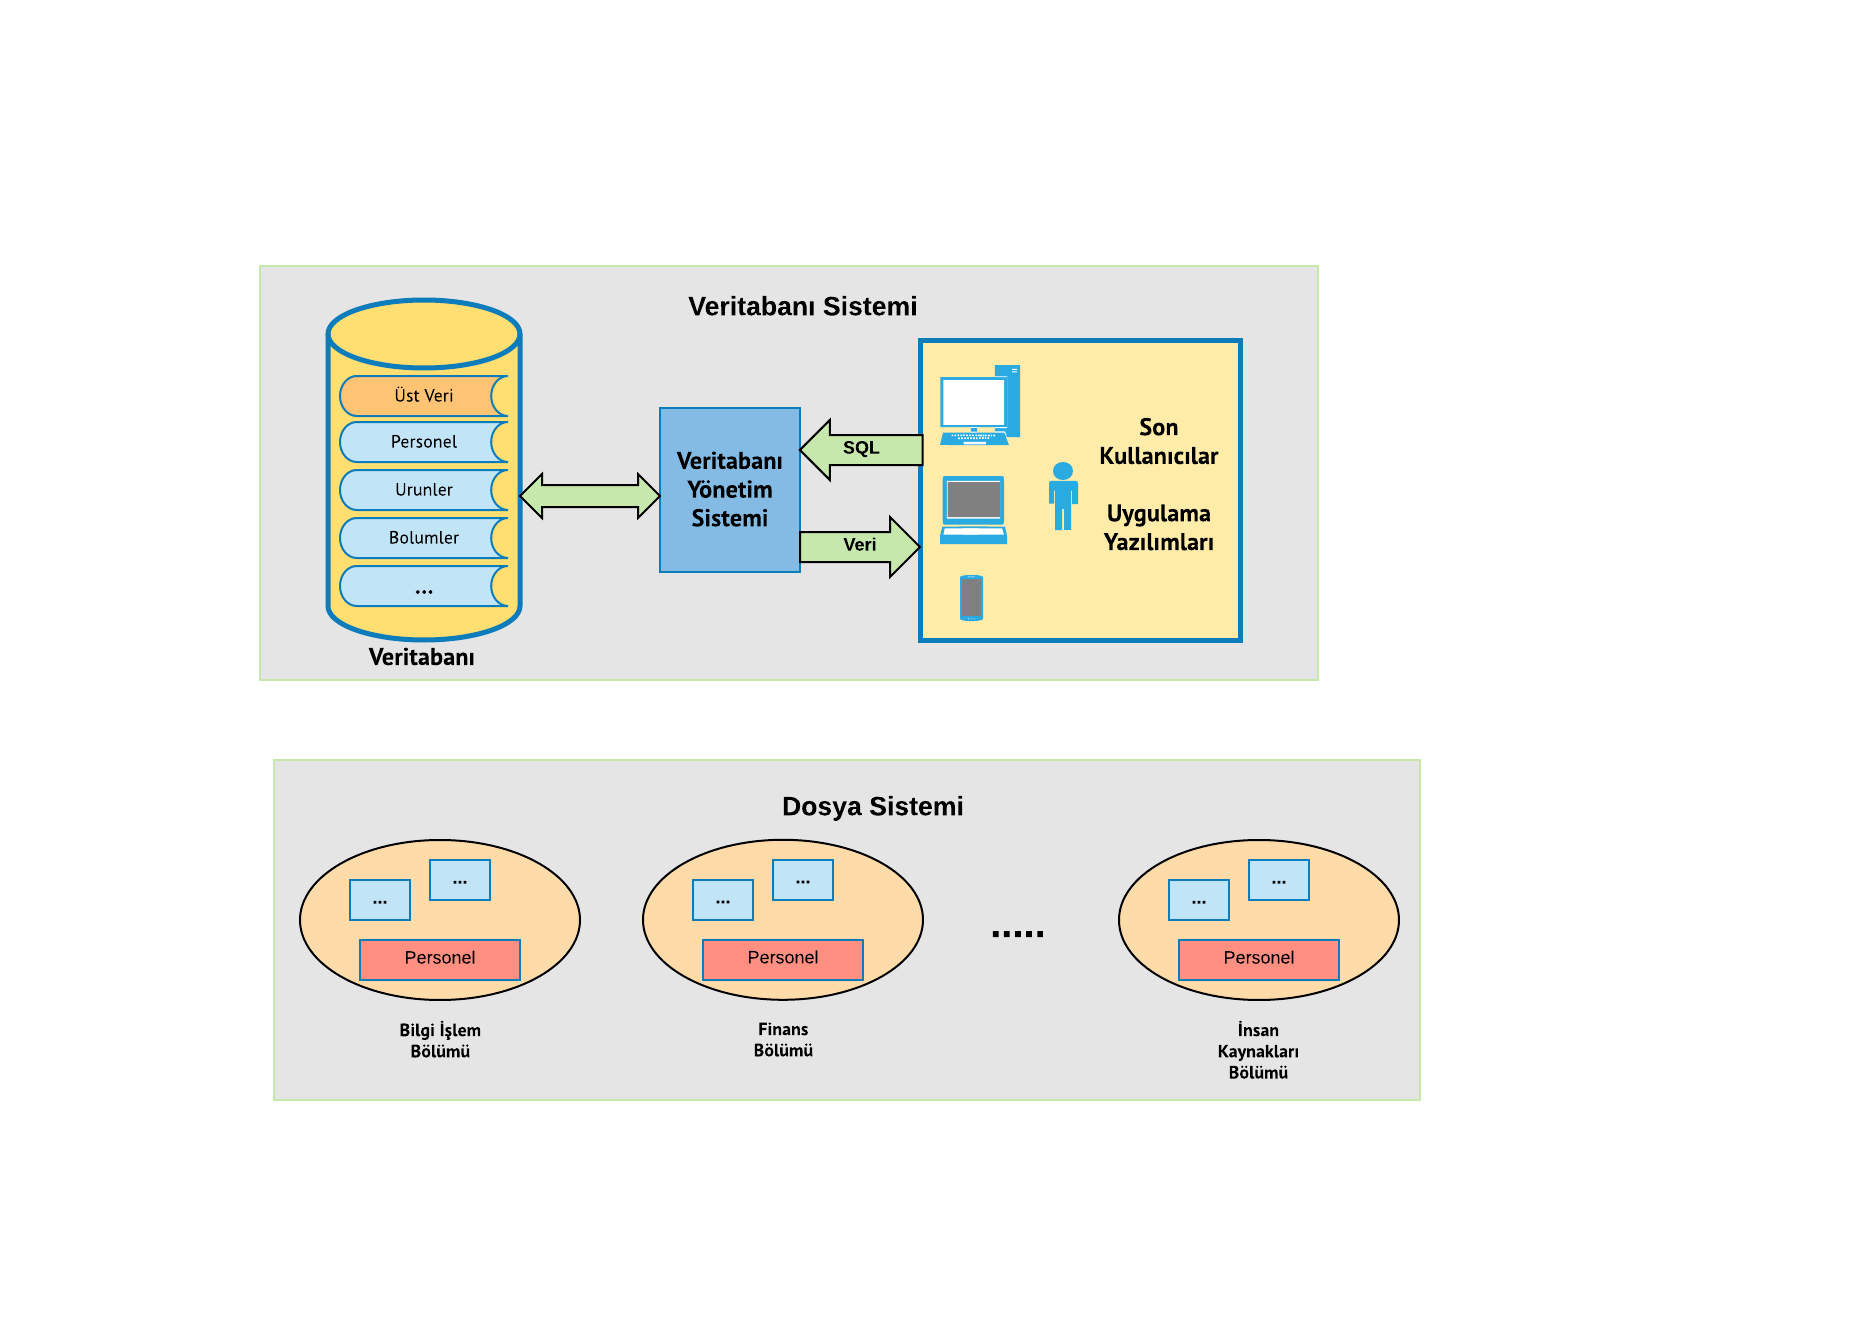 Veritabanı Sistemi
Üst Veri
Personel
Urunler
Bolumler
...
Veritabanı
Veritabanı
Yönetim
Sistemi
SQL
Veri
Son
Kullanıcılar
Uygulama
Yazılımları
Dosya Sistemi
...
...
Personel
Bilgi İşlem
Bölümü
...
...
Personel
Finans
Bölümü
.....
...
...
Personel
İnsan
Kaynakları
Bölümü